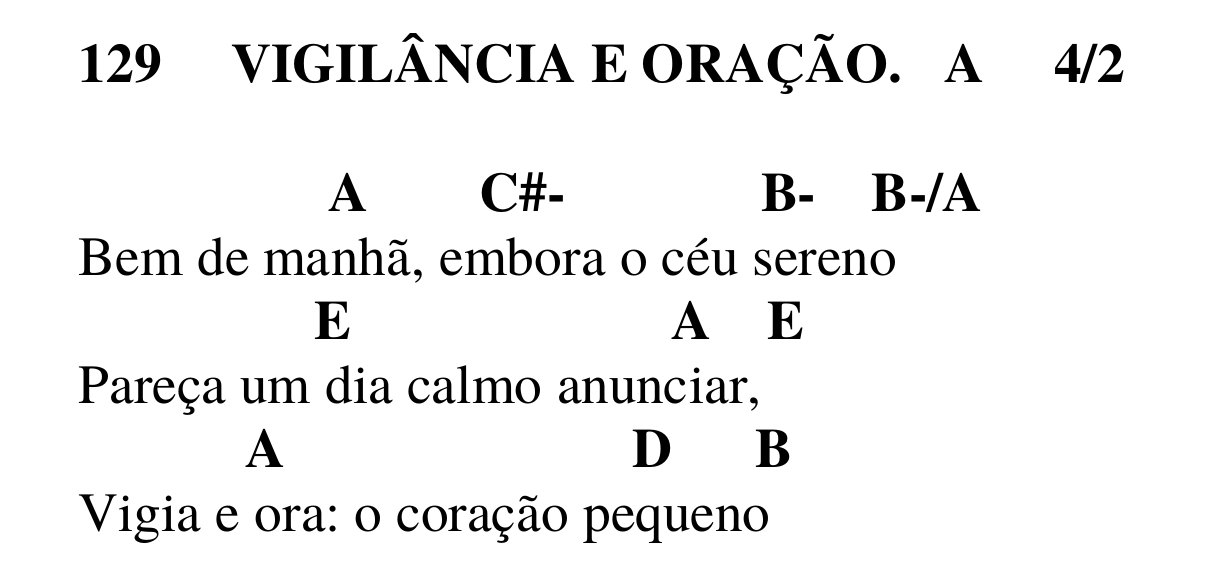 129 VIGILÂNCIA E ORAÇÃO. A 4/2
A C#- B- B-/A
Bem de manhã, embora o céu sereno
E A E
Pareça um dia calmo anunciar,
A D B
Vigia e ora: o coração pequeno